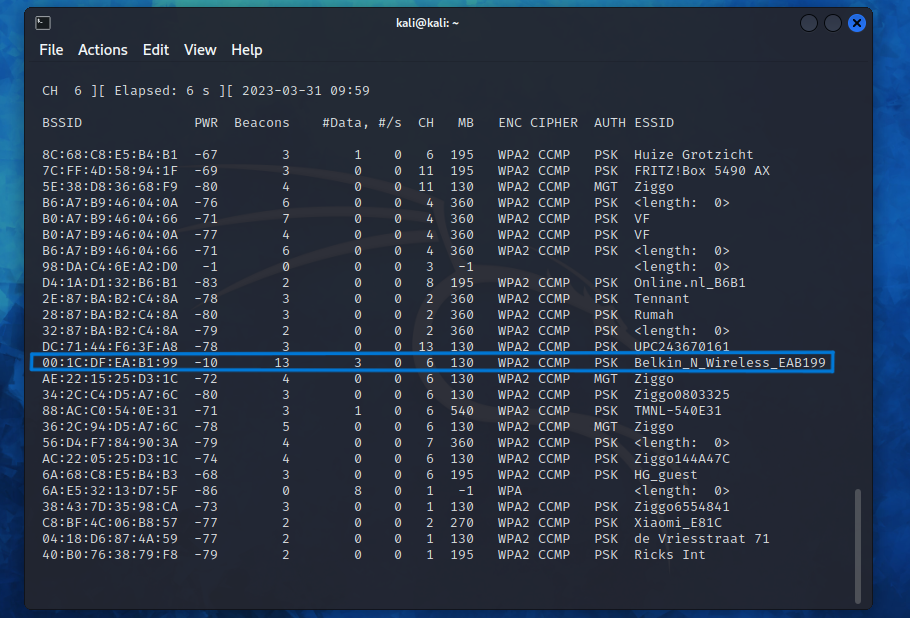 kali@kali: ~
File Actions Edit View Help
CH 6 ][ Elapsed: 6 s ][ 2023-03-31 09:59
BSSID PWR Beacons #Data, #/s CH MB ENC CIPHER AUTH ESSID
8C:68:C8:E5:B4:B1 -67 3 1 0 6 195 WPA2 CCMP PSK Huize Grotzicht
7C:FF:4D:58:94:1F -69 3 0 0 11 195 WPA2 CCMP PSK FRITZ!Box 5490 AX
5E:38:D8:36:68:F9 -80 4 0 0 11 130 WPA2 CCMP MGT Ziggo
B6:A7:B9:46:04:0A -76 6 0 0 4 360 WPA2 CCMP PSK <length: 0>
B0:A7:B9:46:04:66 -71 7 0 0 4 360 WPA2 CCMP PSK VF
B0:A7:B9:46:04:0A -77 4 0 0 4 360 WPA2 CCMP PSK VF
B6:A7:B9:46:04:66 -71 6 0 0 4 360 WPA2 CCMP PSK <length: 0>
98:DA:C4:6E:A2:D0 -1 0 0 0 3 -1 <length: 0>
D4:1A:D1:32:B6:B1 -83 2 0 0 8 195 WPA2 CCMP PSK Online.nl_B6B1
2E:87:BA:B2:C4:8A -78 3 0 0 2 360 WPA2 CCMP PSK Tennant
28:87:BA:B2:C4:8A -80 3 0 0 2 360 WPA2 CCMP PSK Rumah
32:87:BA:B2:C4:8A -79 2 0 0 2 360 WPA2 CCMP PSK <length: 0>
DC:71:44:F6:3F:A8 -78 3 0 0 13 130 WPA2 CCMP PSK UPC243670161
00:1C:DF:EA:B1:99 -10 13 3 0 6 130 WPA2 CCMP PSK Belkin_N_Wireless_EAB199
AE:22:15:25:D3:1C -72 4 0 0 6 130 WPA2 CCMP MGT Ziggo
34:2C:C4:D5:A7:6C -80 3 0 0 6 130 WPA2 CCMP PSK Ziggo0803325
88:AC:C0:54:0E:31 -71 3 1 0 6 540 WPA2 CCMP PSK TMNL-540E31
36:2C:94:D5:A7:6C -78 5 0 0 6 130 WPA2 CCMP MGT Ziggo
56:D4:F7:84:90:3A -79 4 0 0 7 360 WPA2 CCMP PSK <length: 0>
AC:22:05:25:D3:1C -74 4 0 0 6 130 WPA2 CCMP PSK Ziggo144A47C
6A:68:C8:E5:B4:B3 -68 3 0 0 6 195 WPA2 CCMP PSK HG_guest
6A:E5:32:13:D7:5F -86 0 8 0 1 -1 WPA <length: 0>
38:43:7D:35:98:CA -73 3 0 0 1 130 WPA2 CCMP PSK Ziggo6554841
C8:BF:4C:06:B8:57 -77 2 0 0 2 270 WPA2 CCMP PSK Xiaomi_E81C
04:18:D6:87:4A:59 -77 2 0 0 1 130 WPA2 CCMP PSK de Vriesstraat 71
40:B0:76:38:79:F8 -79 2 0 0 1 195 WPA2 CCMP PSK Ricks Int